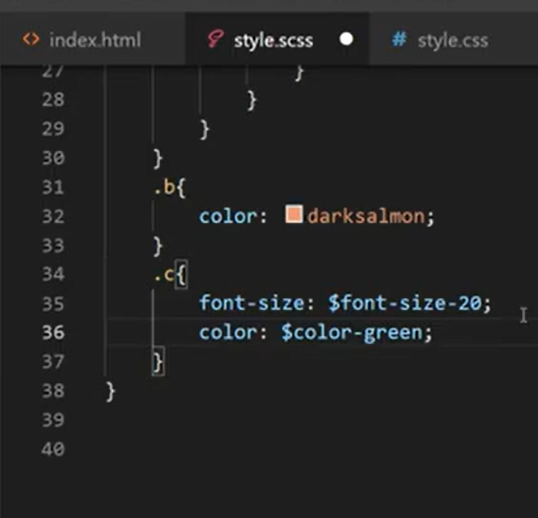 index.html style.scss style.css
27 }
28 }
29 }
30 }
31 .b{
32 color: darksalmon;
33 }
34 .c{
35 font-size: $font-size-20;
36 color: $color-green;
37 }
38 }
39
40